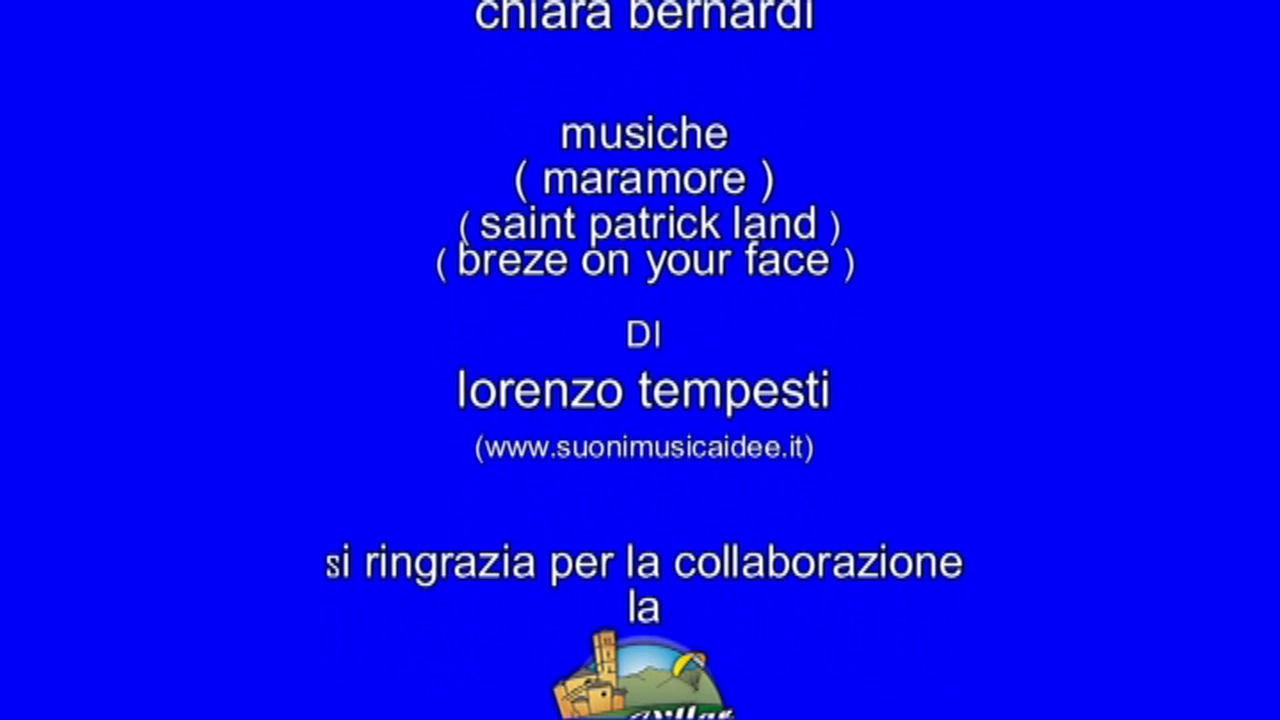 chiara bernardi
musiche
( maramore )
( saint patrick land )
( breze on your face )
DI
lorenzo tempesti
(www.suonimusicaidee.it)
si ringrazia per la collaborazione
la